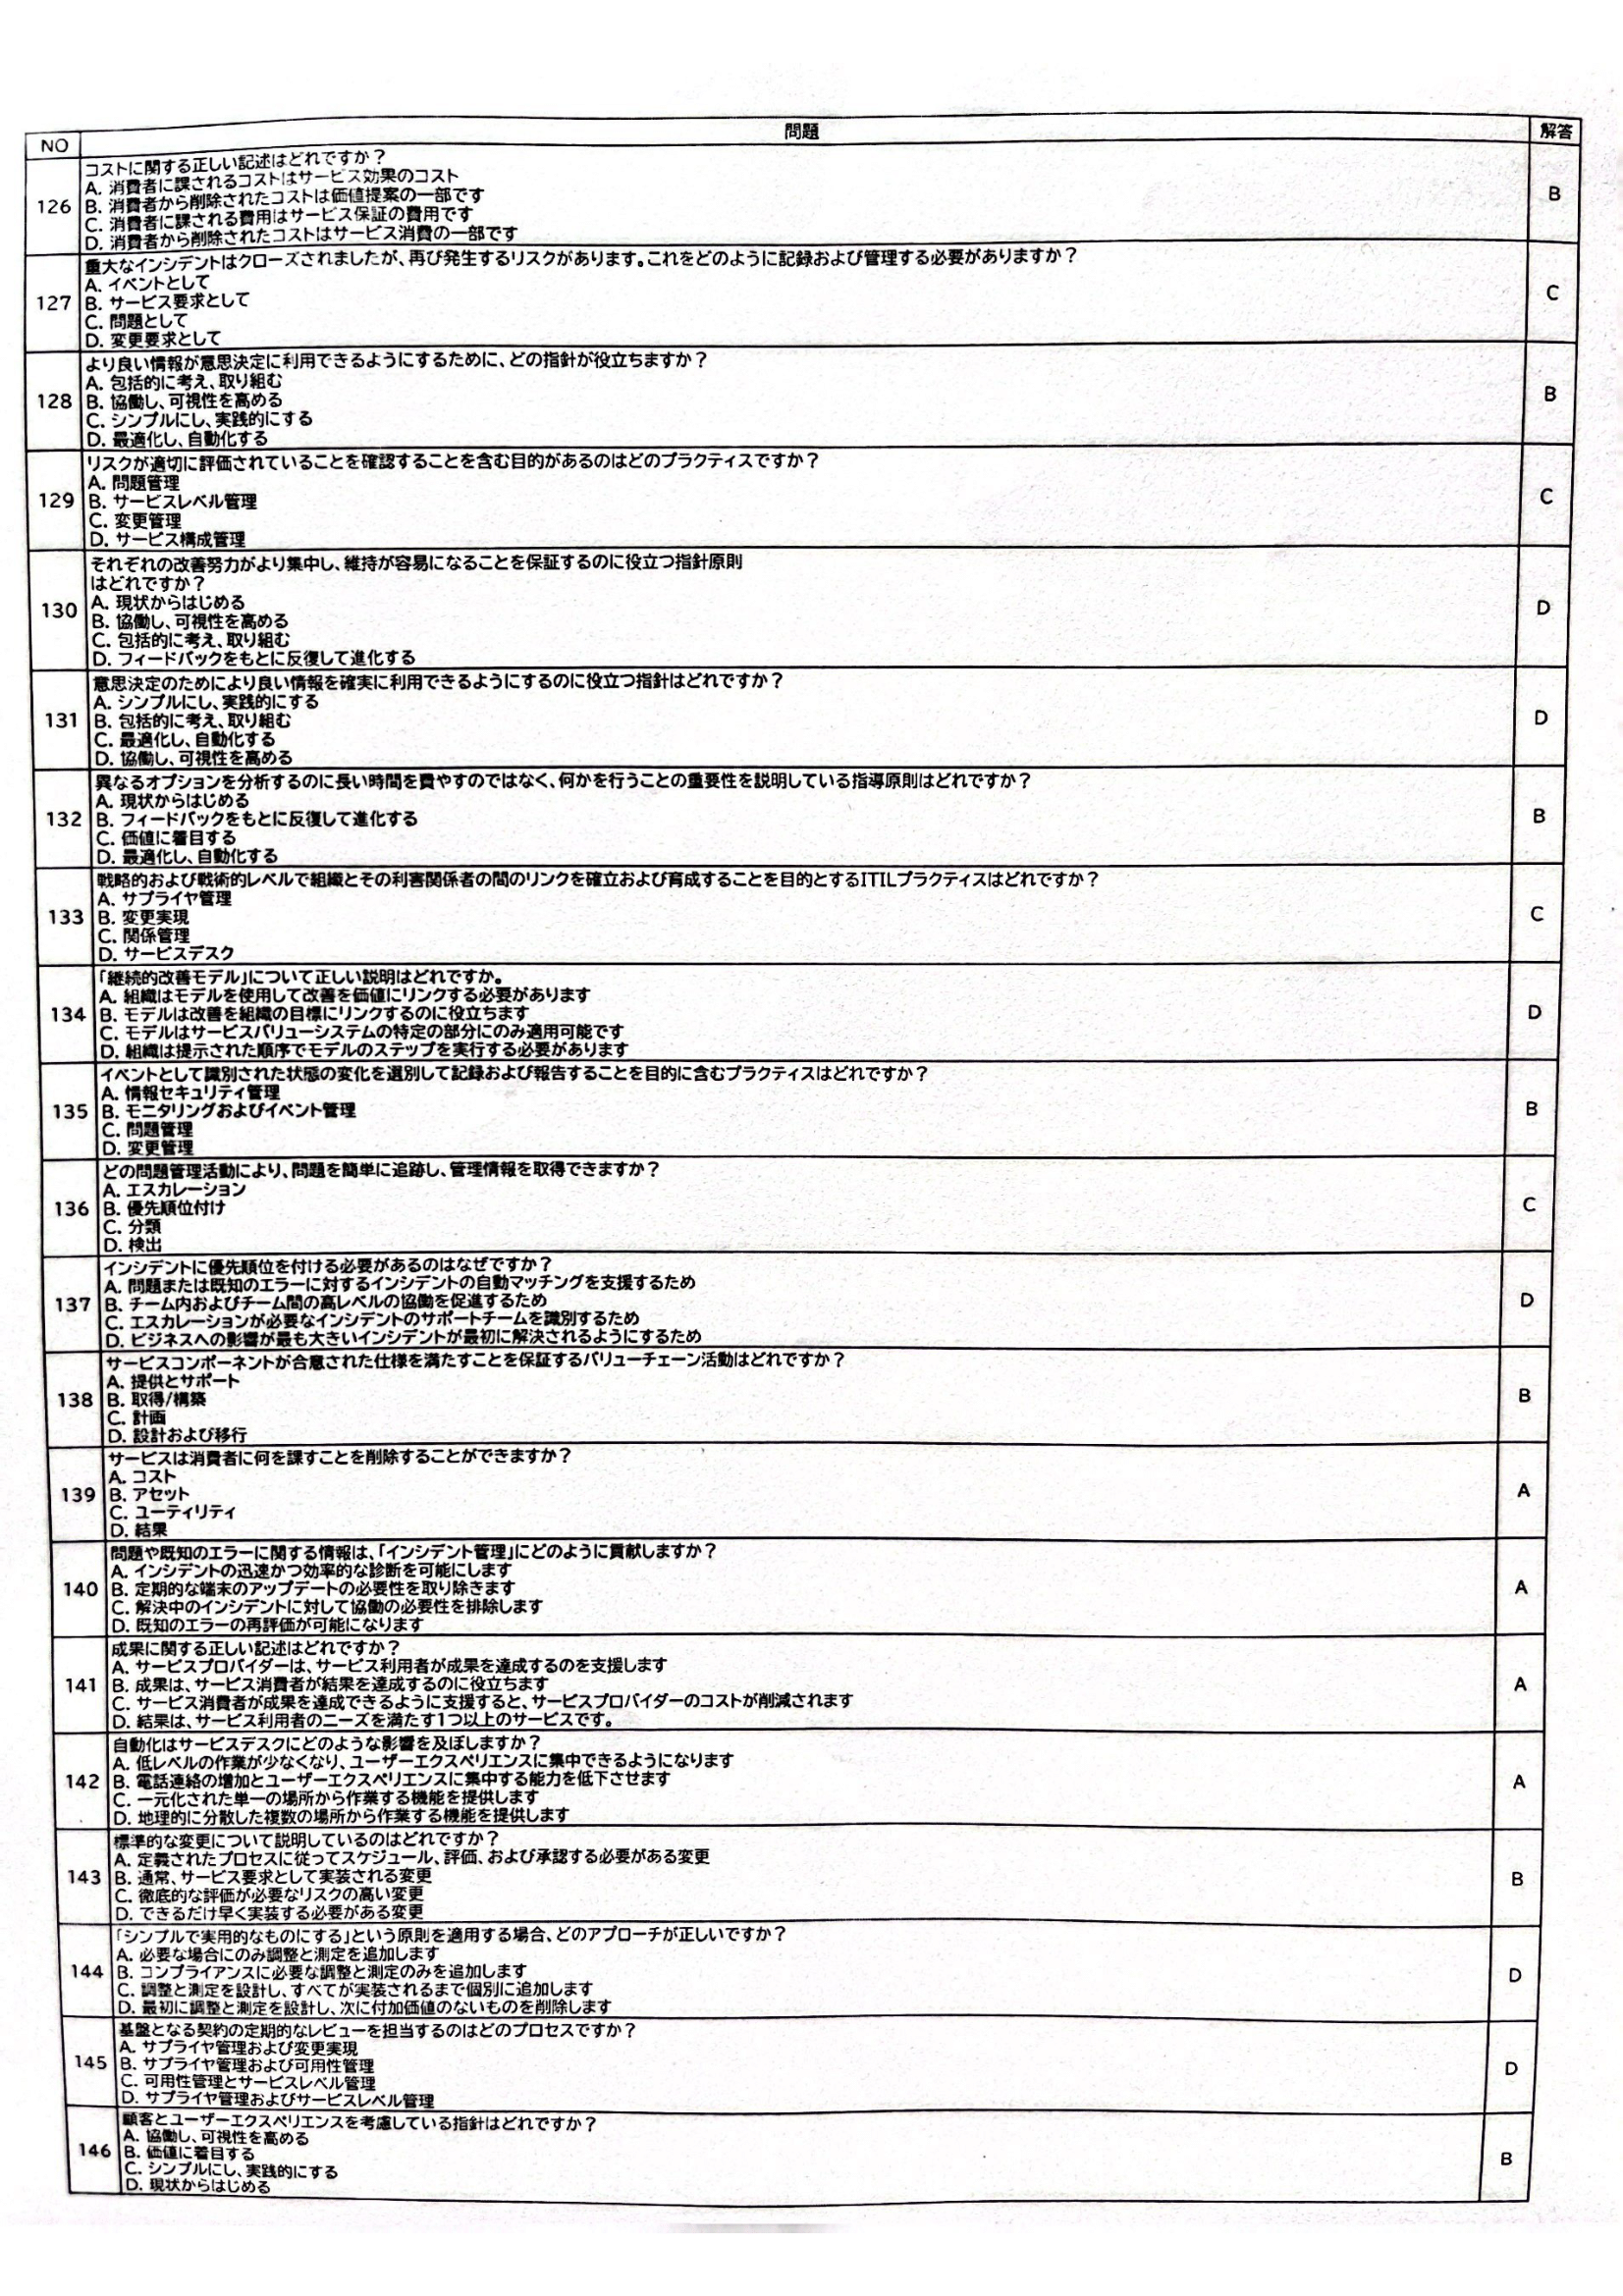 NO 問題 解答
コストに関する正しい記述はどれですか？
A. 消費者に課されるコストはサービス効果のコスト
126 B. 消費者から削除されたコストは価値提案の一部です B
C. 消費者に課される費用はサービス保証の費用です
D. 消費者から削除されたコストはサービス消費の一部です
重大なインシデントはクローズされましたが、再び発生するリスクがあります。これをどのように記録および管理する必要がありますか？
A. イベントとして
127 B. サービス要求として C
C. 問題として
D. 変更要求として
より良い情報が意思決定に利用できるようにするために、どの指針が役立ちますか？
A. 包括的に考え、取り組む
128 B. 協働し、可視性を高める B
C. シンプルにし、実践的にする
D. 最適化し、自動化する
リスクが適切に評価されていることを確認することを含む目的があるのはどのプラクティスですか？
A. 問題管理
129 B. サービスレベル管理 C
C. 変更管理
D. サービス構成管理
それぞれの改善努力がより集中し、維持が容易になることを保証するのに役立つ指針原則
はどれですか？
130 A. 現状からはじめる D
B. 協働し、可視性を高める
C. 包括的に考え、取り組む
D. フィードバックをもとに反復して進化する
意思決定のためにより良い情報を確実に利用できるようにするのに役立つ指針はどれですか？
A. シンプルにし、実践的にする
131 B. 包括的に考え、取り組む D
C. 最適化し、自動化する
D. 協働し、可視性を高める
異なるオプションを分析するのに長い時間を費やすのではなく、何かを行うことの重要性を説明している指導原則はどれですか？
A. 現状からはじめる
132 B. フィードバックをもとに反復して進化する B
C. 価値に着目する
D. 最適化し、自動化する
戦略的および戦術的レベルで組織とその利害関係者の間のリンクを確立および育成することを目的とするITILプラクティスはどれですか？
A. サプライヤ管理
133 B. 変更実現 C
C. 関係管理
D. サービスデスク
「継続的改善モデル」について正しい説明はどれですか。
A. 組織はモデルを使用して改善を価値にリンクする必要があります
134 B. モデルは改善を組織の目標にリンクするのに役立ちます D
C. モデルはサービスバリューシステムの特定の部分にのみ適用可能です
D. 組織は提示された順序でモデルのステップを実行する必要があります
イベントとして識別された状態の変化を選別して記録および報告することを目的に含むプラクティスはどれですか？
A. 情報セキュリティ管理
135 B. モニタリングおよびイベント管理 B
C. 問題管理
D. 変更管理
どの問題管理活動により、問題を簡単に追跡し、管理情報を取得できますか？
A. エスカレーション
136 B. 優先順位付け C
C. 分類
D. 検出
インシデントに優先順位を付ける必要があるのはなぜですか？
A. 問題または既知のエラーに対するインシデントの自動マッチングを支援するため
137 B. チーム内およびチーム間の高レベルの協働を促進するため D
C. エスカレーションが必要なインシデントのサポートチームを識別するため
D. ビジネスへの影響が最も大きいインシデントが最初に解決されるようにするため
サービスコンポーネントが合意された仕様を満たすことを保証するバリューチェーン活動はどれですか？
A. 提供とサポート
138 B. 取得/構築 B
C. 計画
D. 設計および移行
サービスは消費者に何を課すことを削除することができますか？
A. コスト
139 B. アセット A
C. ユーティリティ
D. 結果
問題や既知のエラーに関する情報は、「インシデント管理」にどのように貢献しますか？
A. インシデントの迅速かつ効率的な診断を可能にします
140 B. 定期的な端末のアップデートの必要性を取り除きます A
C. 解決中のインシデントに対して協働の必要性を排除します
D. 既知のエラーの再評価が可能になります
成果に関する正しい記述はどれですか？
A. サービスプロバイダーは、サービス利用者が成果を達成するのを支援します
141 B. 成果は、サービス消費者が結果を達成するのに役立ちます A
C. サービス消費者が成果を達成できるように支援すると、サービスプロバイダーのコストが削減されます
D. 結果は、サービス利用者のニーズを満たす1つ以上のサービスです。
自動化はサービスデスクにどのような影響を及ぼしますか？
A. 低レベルの作業が少なくなり、ユーザーエクスペリエンスに集中できるようになります
142 B. 電話連絡の増加とユーザーエクスペリエンスに集中する能力を低下させます A
C. 一元化された単一の場所から作業する機能を提供します
D. 地理的に分散した複数の場所から作業する機能を提供します
標準的な変更について説明しているのはどれですか？
A. 定義されたプロセスに従ってスケジュール、評価、および承認する必要がある変更
143 B. 通常、サービス要求として実装される変更 B
C. 徹底的な評価が必要なリスクの高い変更
D. できるだけ早く実装する必要がある変更
「シンプルで実用的なものにする」という原則を適用する場合、どのアプローチが正しいですか？
A. 必要な場合にのみ調整と測定を追加します
144 B. コンプライアンスに必要な調整と測定のみを追加します D
C. 調整と測定を設計し、すべてが実装されるまで個別に追加します
D. 最初に調整と測定を設計し、次に付加価値のないものを削除します
基盤となる契約の定期的なレビューを担当するのはどのプロセスですか？
A. サプライヤ管理および変更実現
145 B. サプライヤ管理および可用性管理 D
C. 可用性管理とサービスレベル管理
D. サプライヤ管理およびサービスレベル管理
顧客とユーザーエクスペリエンスを考慮している指針はどれですか？
A. 協働し、可視性を高める
146 B. 価値に着目する B
C. シンプルにし、実践的にする
D. 現状からはじめる